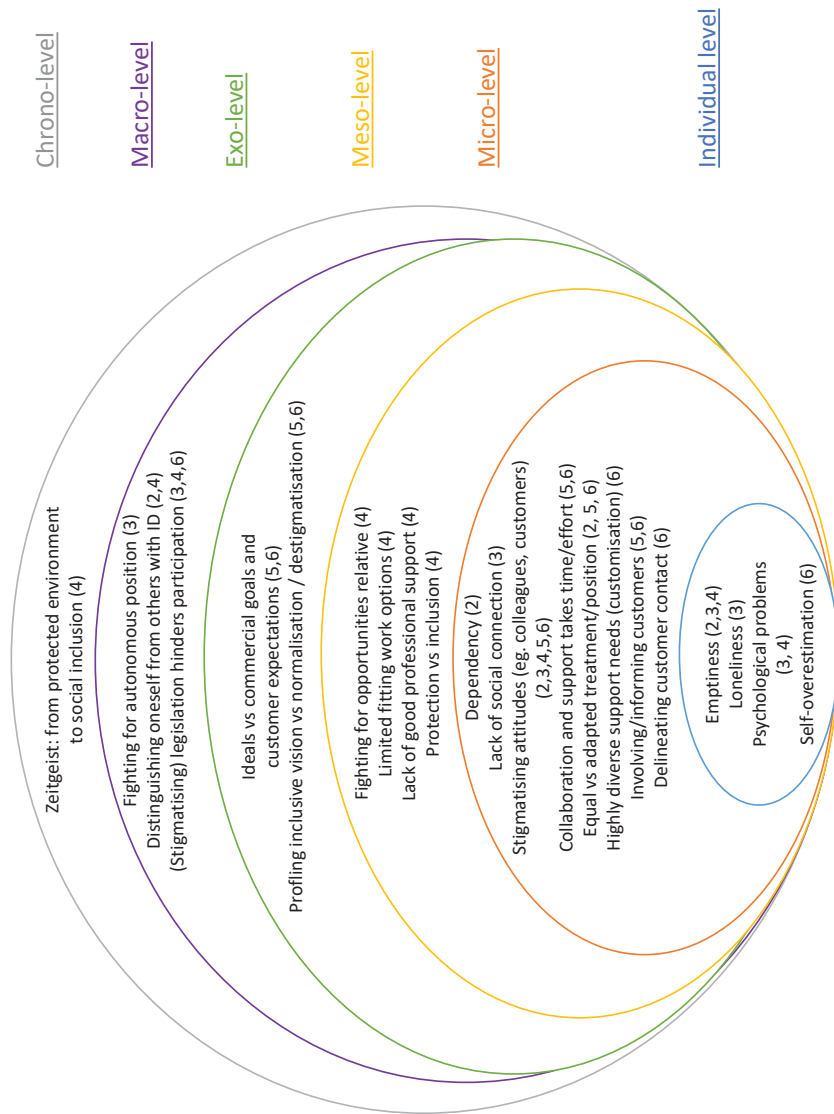 Chrono-level
Zeitgeist: from protected environment
to social inclusion (4)
Macro-level
Fighting for autonomous position (3)
Distinguishing oneself from others with ID (2,4)
(Stigmatising) legislation hinders participation (3,4,6)
Exo-level
Ideals vs commercial goals and
customer expectations (5,6)
Profling inclusive vision vs normalisation / destigmatisation (5,6)
Meso-level
Fighting for opportunities relative (4)
Limited fitting work options (4)
Lack of good professional support (4)
Protection vs inclusion (4)
Micro-level
Dependency (2)
Lack of social connection (3)
Stigmatising attitudes (eg. colleagues, customers)
(2,3,4,5,6)
Collaboration and support takes time/effort (5,6)
Equal vs adapted treatment/position (2, 5, 6)
Highly diverse support needs (customisation) (6)
Involving/informing customers (5,6)
Delineating customer contact (6)
Individual level
Emptiness (2,3,4)
Loneliness (3)
Psychological problems
(3, 4)
Self-overestimation (6)